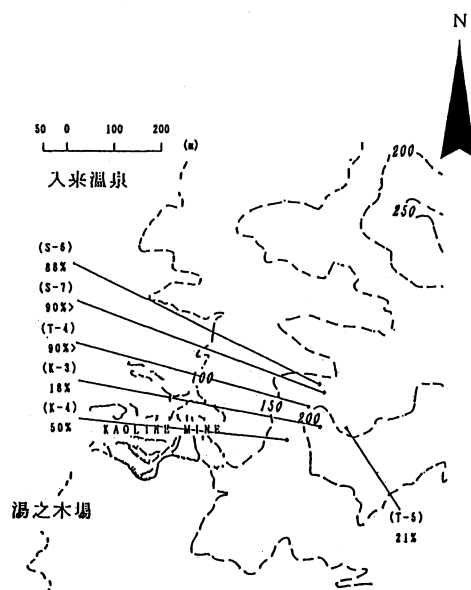 N
50 0 100 200 (m)
入来温泉
200
250
(S-6)
88%
(S-7)
90%>
(T-4)
90%>
(K-3)
18%
(K-4)
50%
100
150
200
KAOLINE MINE
湯之木場
(T-5)
21%